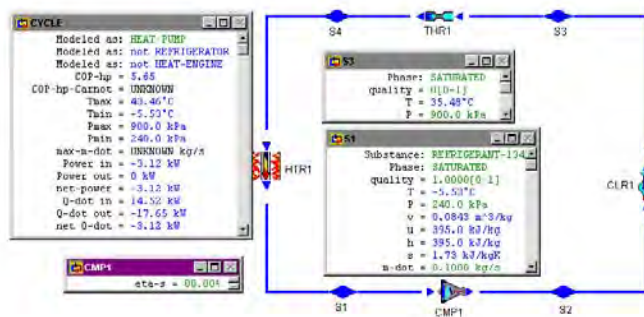 CYCLE
Modeled as: HEAT-PUMP
Modeled as: not REFRIGERATOR
Modeled as: not HEAT-ENGINE
COP-hp = 5.65
COP-hp-Carnot = UNKNOWN
Tmax = 43.46°C
Tmin = -5.53°C
Pmax = 900.0 kPa
Pmin = 240.0 kPa
max-m-dot = UNKNOWN kg/s
Power in = -3.12 kW
Power out = 0 kW
net-power = -3.12 kW
Q-dot in = 14.52 kW
Q-dot out = -17.65 kW
net Q-dot = -3.12 kW
CMP1
S4
THR1
S3
S3
Phase: SATURATED
quality = 0[0-1]
T = 35.48°C
P = 900.0 kPa
HTR1
S1
Substance: REFRIGERANT-134
Phase: SATURATED
quality = 1.0000[0-1]
T = -5.53°C
P = 240.0 kPa
v = 0.0843 m^3/kg
u = 395.0 kJ/kg
h = 395.0 kJ/kg
s = 1.73 kJ/kgK
m-dot = 0.1000 kg/s
CLR1
S1
CMP1
S2